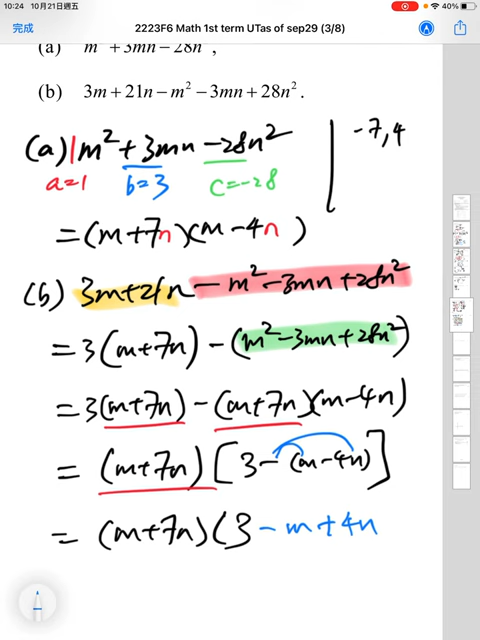 10:24 10月21日週五 40%
完成 2223F6 Math 1st term UTas of sep29 (3/8)
(a) m² + 3mn − 28n² ,
(b) 3m + 21n − m² − 3mn + 28n² .
(a) 1m² + 3mn − 28n² -7, 4
a=1 b=3 c=-28
= (m+7n)(m-4n)
(b) 3m+21n - m² - 3mn + 28n²
= 3(m+7n) - (m² - 3mn + 28n²)
= 3(m+7n) - (m+7n)(m-4n)
= (m+7n)[3-(m-4n)]
= (m+7n)(3-m+4n